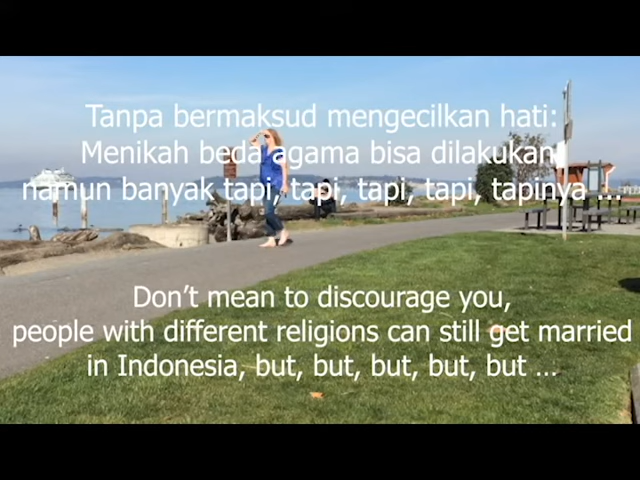 Tanpa bermaksud mengecilkan hati:
Menikah beda agama bisa dilakukan
namun banyak tapi, tapi, tapi, tapi, tapinya ...
Don't mean to discourage you,
people with different religions can still get married
in Indonesia, but, but, but, but, but ...